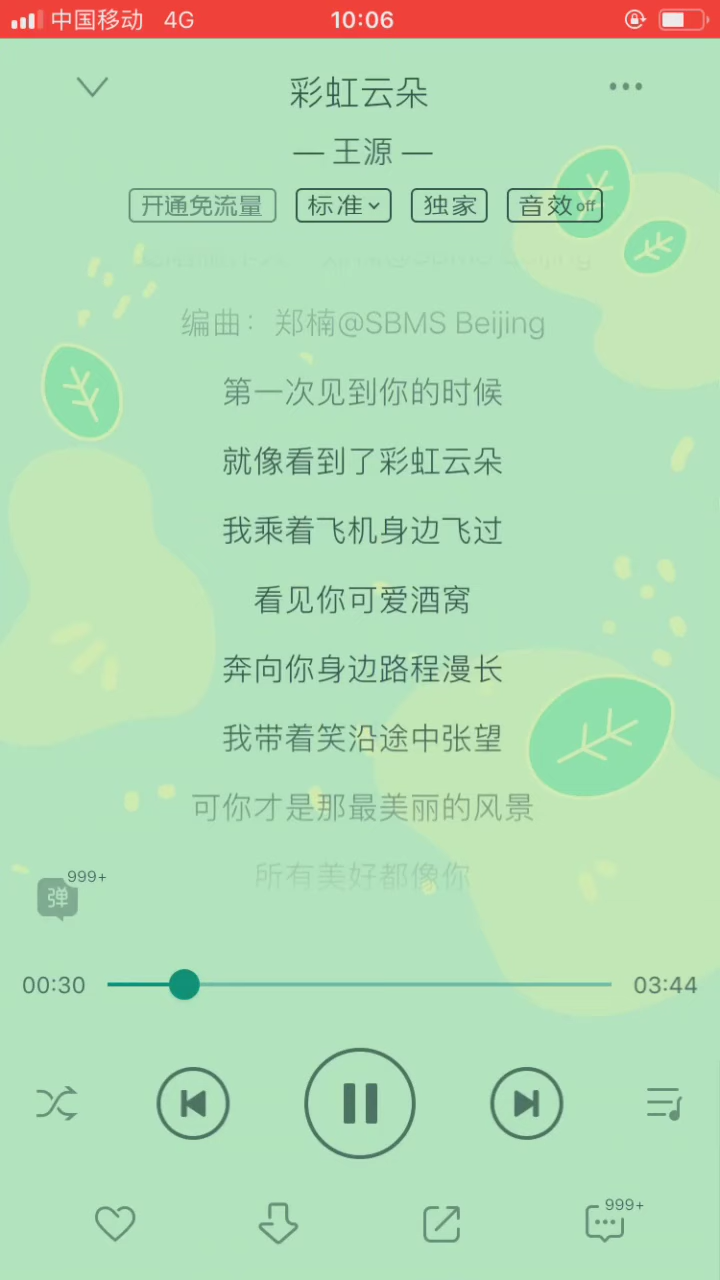 中国移动 4G 10:06
彩虹云朵
— 王源 —
开通免流量 标准 独家 音效off
编曲：郑楠@SBMS Beijing
第一次见到你的时候
就像看到了彩虹云朵
我乘着飞机身边飞过
看见你可爱酒窝
奔向你身边路程漫长
我带着笑沿途中张望
可你才是那最美丽的风景
所有美好都像你
弹 999+
00:30 03:44
999+